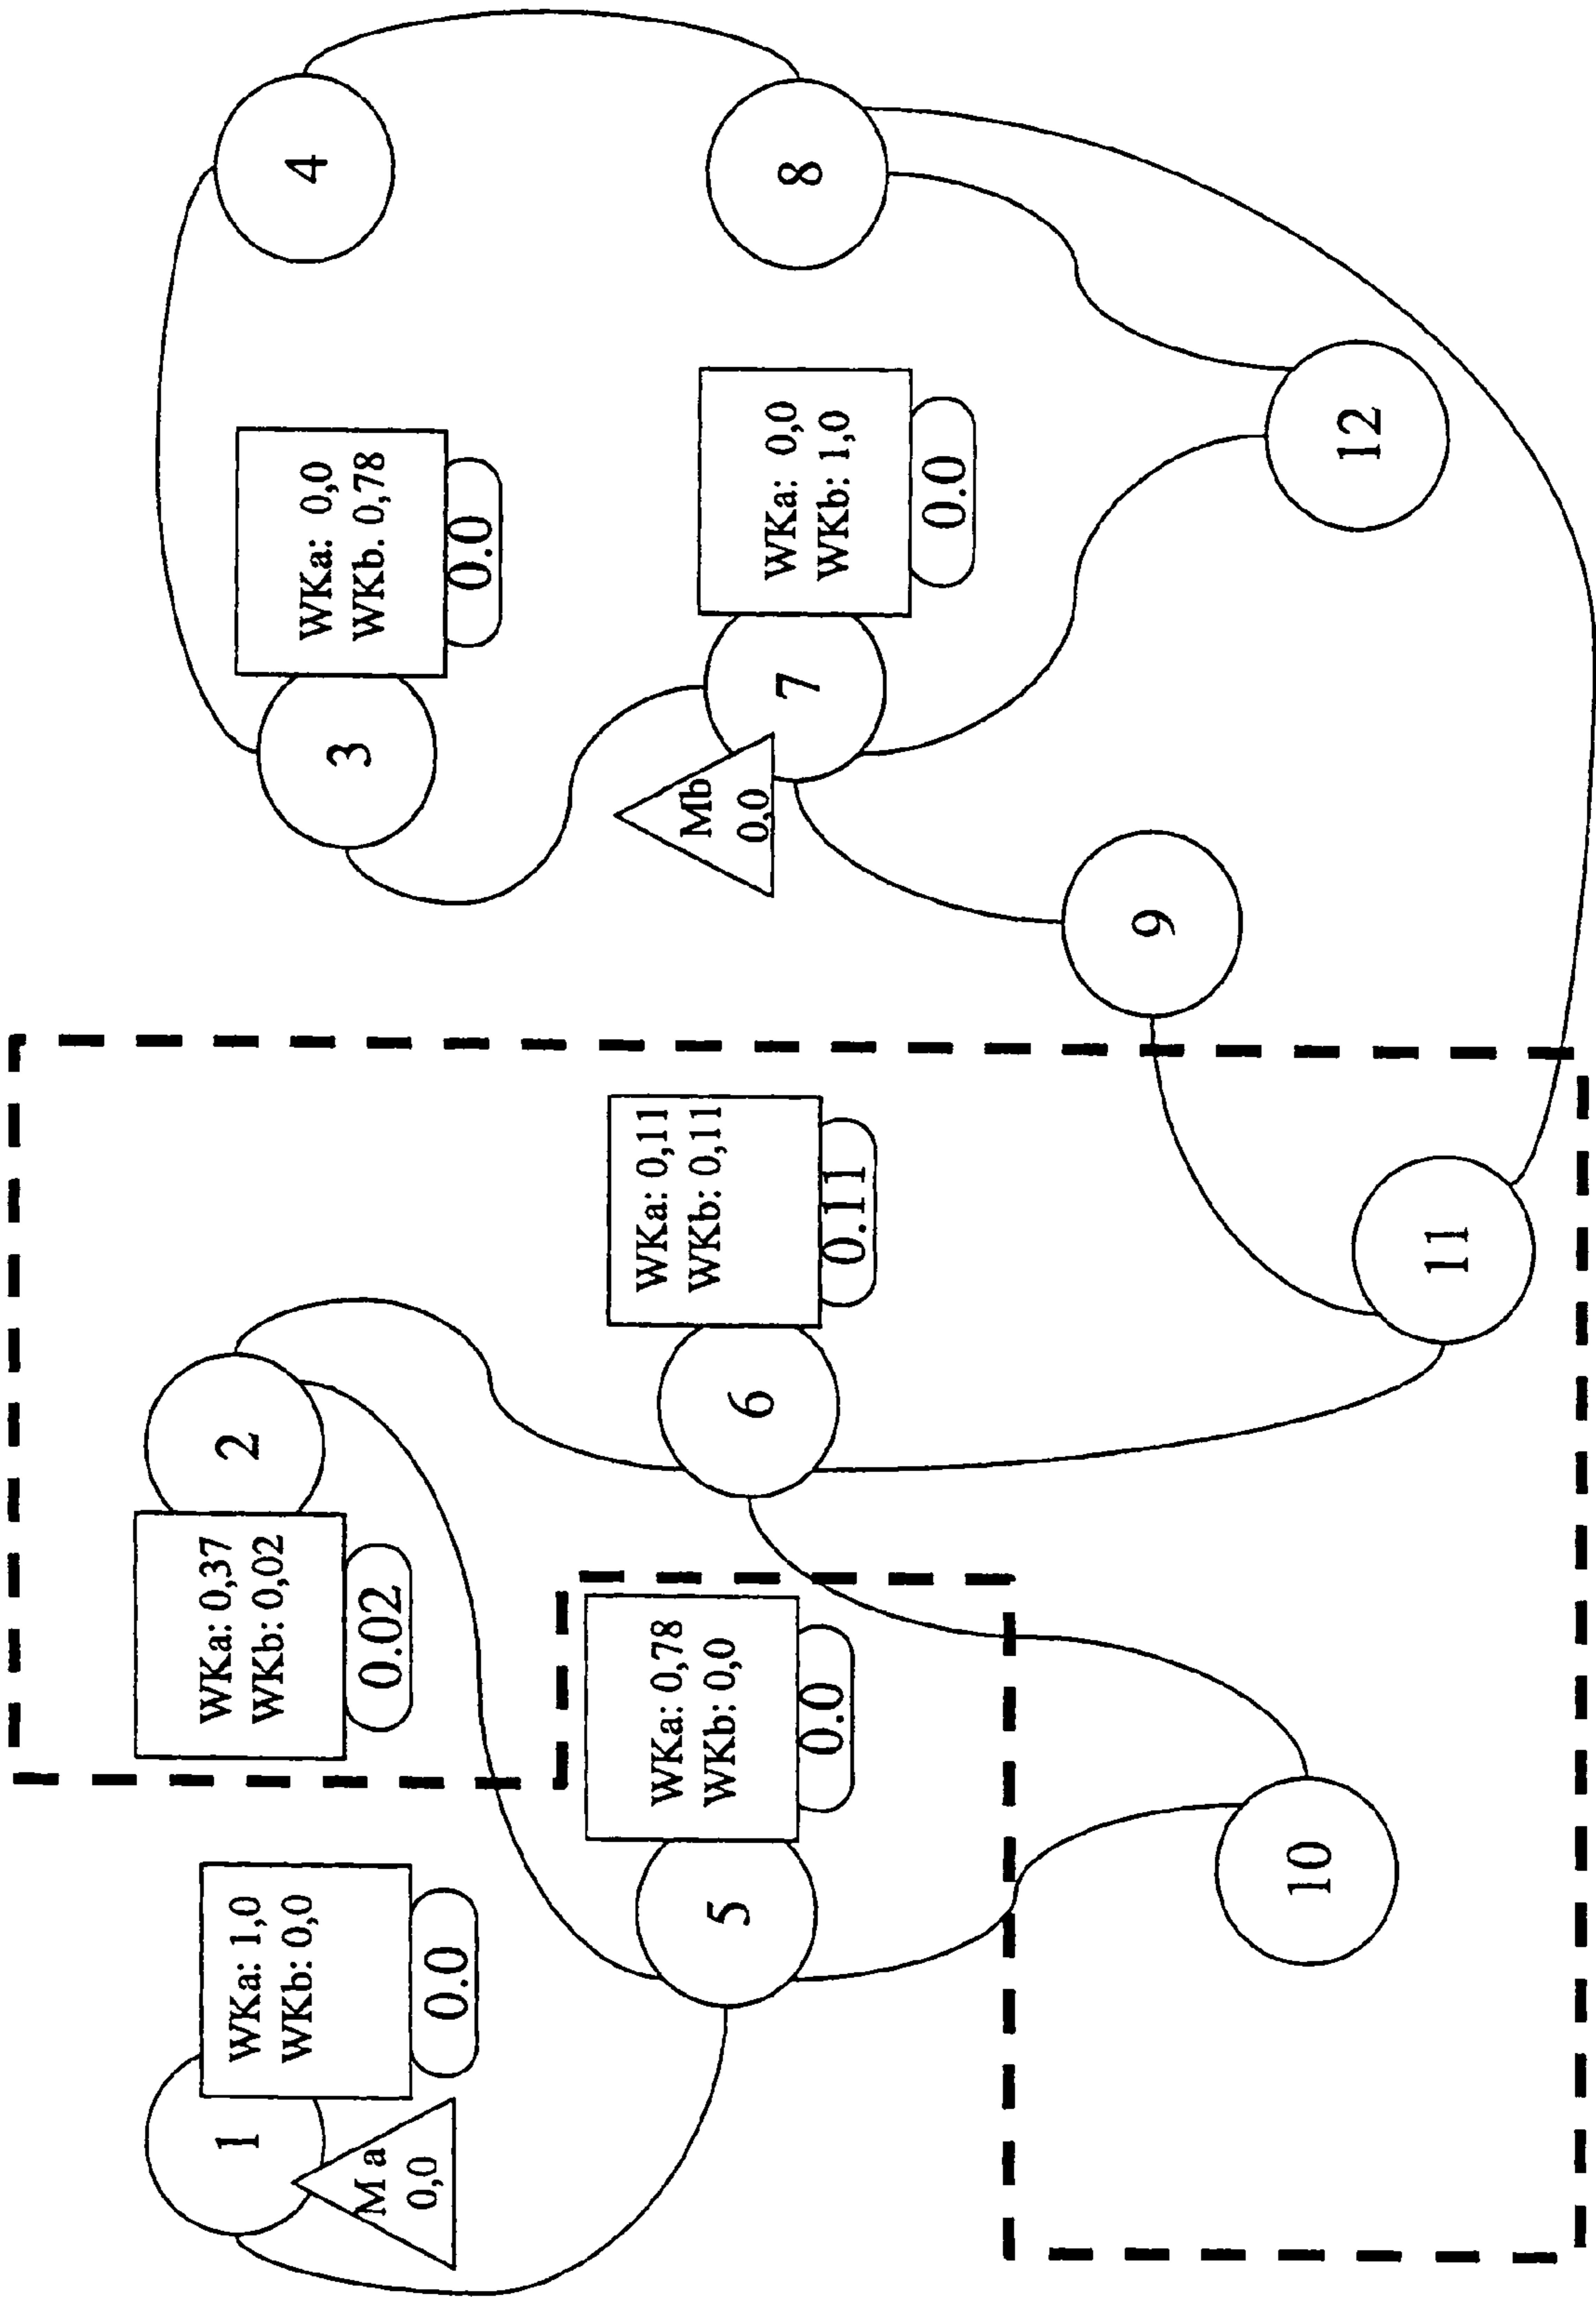 1
WKa: 1,0
WKb: 0,0
0.0
M a
0,0
2
WKa: 0,37
WKb: 0,02
0.02
3
WKa: 0,0
WKb. 0,78
0.0
4
5
WKa: 0,78
WKb: 0,0
0.0
6
WKa: 0,11
WKb: 0,11
0.11
Mb
0,0
7
WKa: 0,0
WKb: 1,0
0.0
8
9
10
11
12